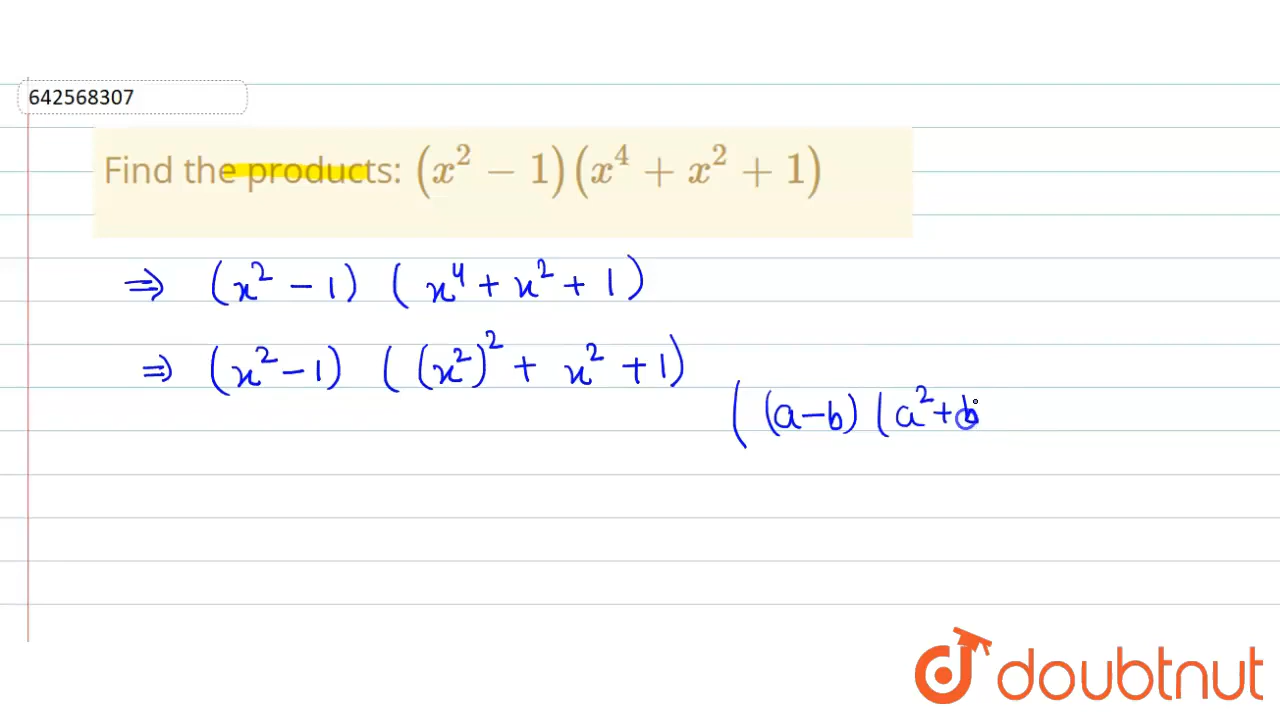 642568307
Find the products: (x² − 1)(x⁴ + x² + 1)
⇒ (x² − 1) (x⁴ + x² + 1)
⇒ (x² − 1) ((x²)² + x² + 1)
( (a − b) (a² + b
doubtnut